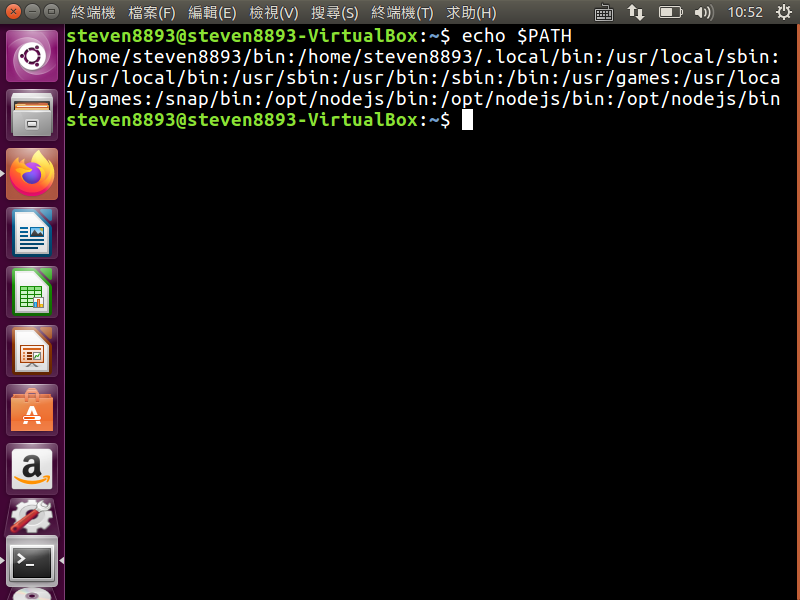 終端機 檔案(F) 編輯(E) 檢視(V) 搜尋(S) 終端機(T) 求助(H) 10:52
steven8893@steven8893-VirtualBox:~$ echo $PATH
/home/steven8893/bin:/home/steven8893/.local/bin:/usr/local/sbin:
/usr/local/bin:/usr/sbin:/usr/bin:/sbin:/bin:/usr/games:/usr/loca
l/games:/snap/bin:/opt/nodejs/bin:/opt/nodejs/bin:/opt/nodejs/bin
steven8893@steven8893-VirtualBox:~$